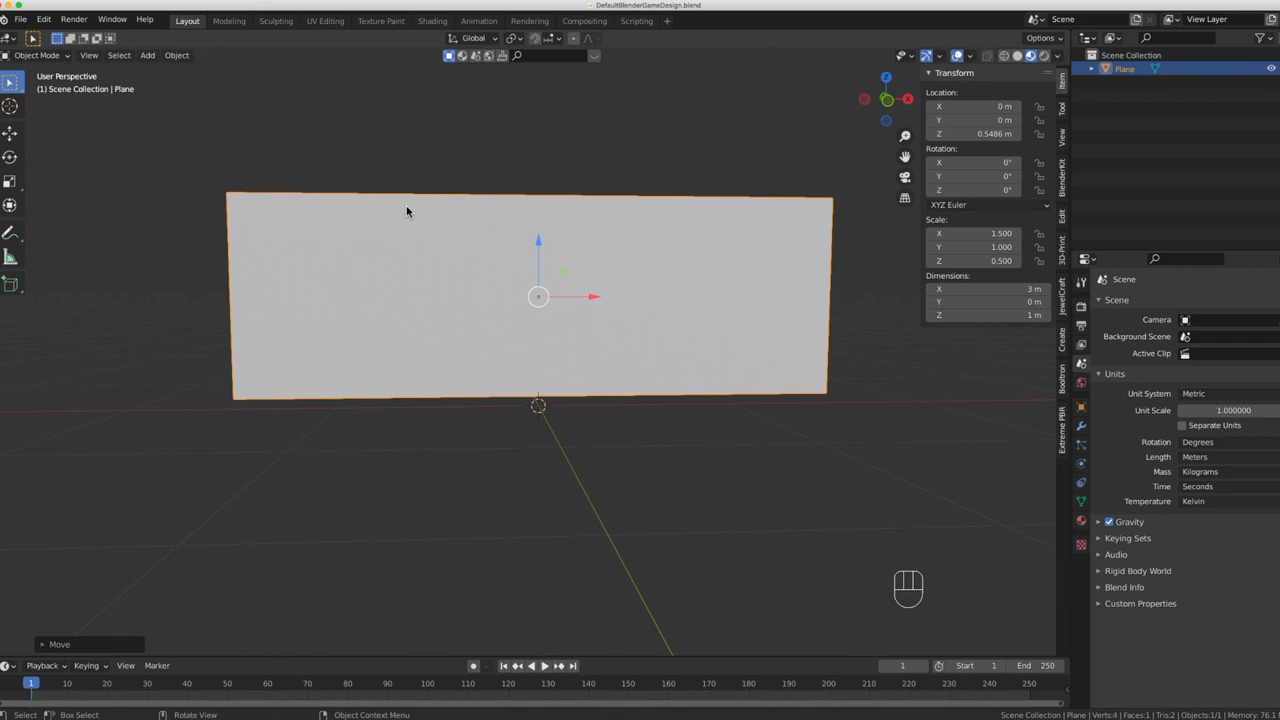 DefaultBlenderGameDesign.blend
File Edit Render Window Help Layout Modeling Sculpting UV Editing Texture Paint Shading Animation Rendering Compositing Scripting + Scene View Layer
Global Options
Object Mode View Select Add Object
User Perspective
(1) Scene Collection | Plane
Z
X
Transform
Location:
X 0 m
Y 0 m
Z 0.5486 m
Rotation:
X 0°
Y 0°
Z 0°
XYZ Euler
Scale:
X 1.500
Y 1.000
Z 0.500
Dimensions:
X 3 m
Y 0 m
Z 1 m
Item
Tool
View
BlenderKit
Edit
3D-Print
JewelCraft
Create
Booltron
Extreme PBR
Scene Collection
Plane
Scene
Scene
Camera
Background Scene
Active Clip
Units
Unit System Metric
Unit Scale 1.000000
Separate Units
Rotation Degrees
Length Meters
Mass Kilograms
Time Seconds
Temperature Kelvin
Gravity
Keying Sets
Audio
Rigid Body World
Blend Info
Custom Properties
Move
Playback Keying View Marker 1 Start 1 End 250
1 10 20 30 40 50 60 70 80 90 100 110 120 130 140 150 160 170 180 190 200 210 220 230 240 250
Select Box Select Rotate View Object Context Menu Scene Collection | Plane | Verts:4 | Faces:1 | Tris:2 | Objects:1/1 | Memory: 76.1